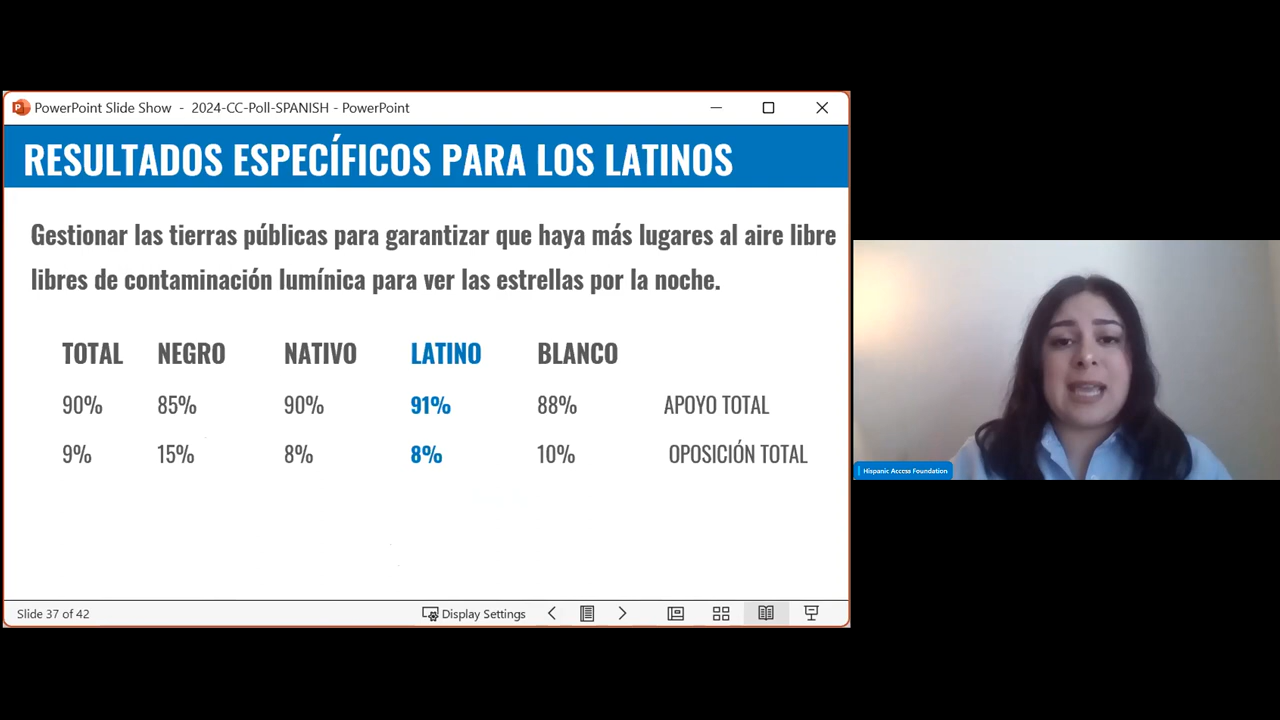 PowerPoint Slide Show - 2024-CC-Poll-SPANISH - PowerPoint
RESULTADOS ESPECÍFICOS PARA LOS LATINOS
Gestionar las tierras públicas para garantizar que haya más lugares al aire libre
libres de contaminación lumínica para ver las estrellas por la noche.
TOTAL NEGRO NATIVO LATINO BLANCO
90% 85% 90% 91% 88% APOYO TOTAL
9% 15% 8% 8% 10% OPOSICIÓN TOTAL
Slide 37 of 42 Display Settings
Hispanic Access Foundation